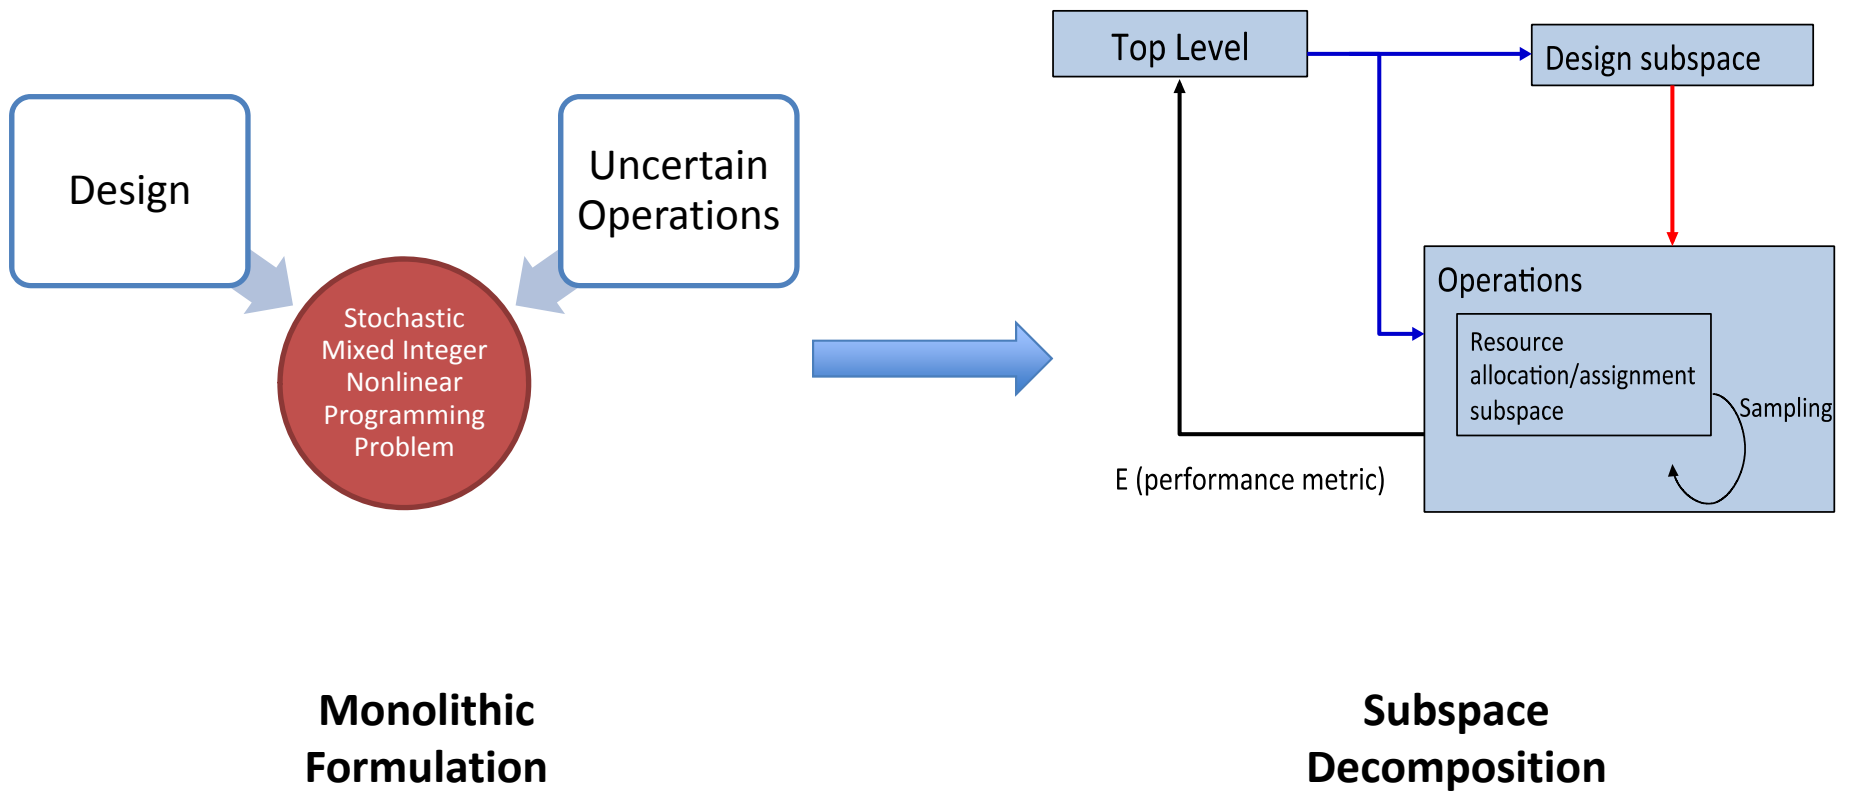 Design
Uncertain
Operations
Stochastic
Mixed Integer
Nonlinear
Programming
Problem
Monolithic
Formulation
Top Level
Design subspace
Operations
Resource
allocation/assignment
subspace
Sampling
E (performance metric)
Subspace
Decomposition